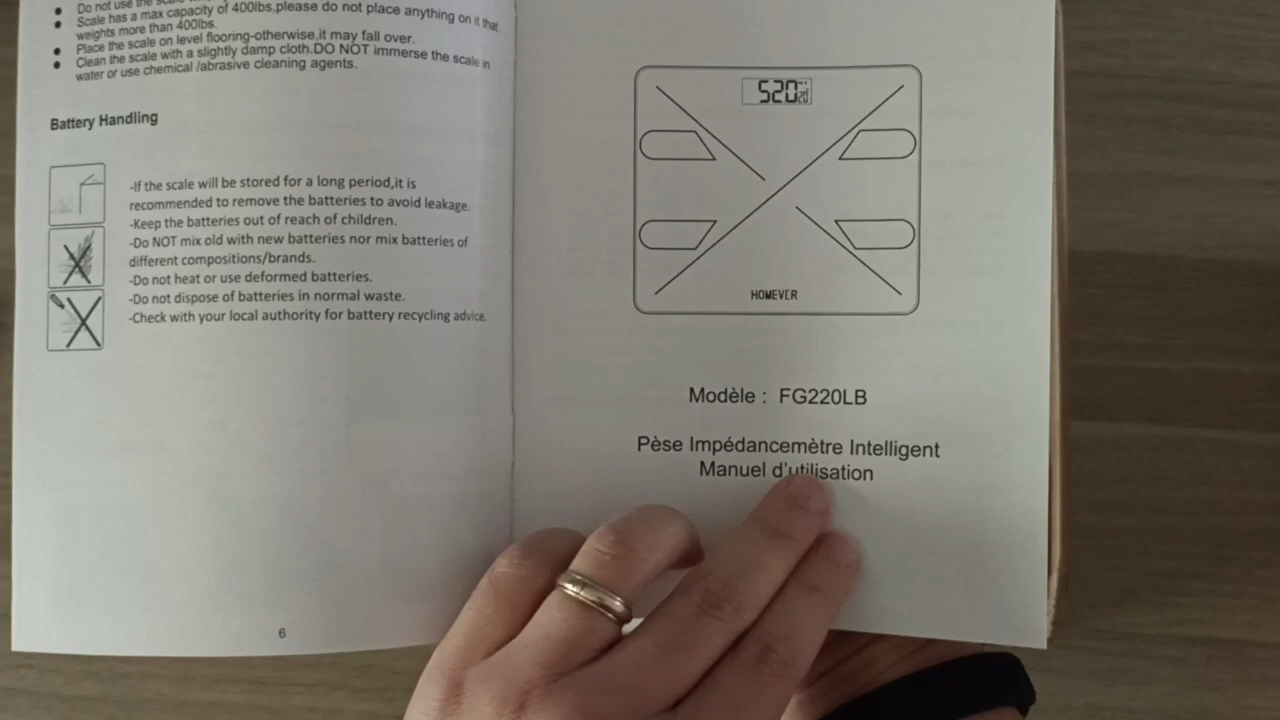 Do not use the scale
Scale has a max capacity of 400lbs,please do not place anything on it that
weights more than 400lbs.
Place the scale on level flooring-otherwise,it may fall over.
Clean the scale with a slightly damp cloth.DO NOT immerse the scale in
water or use chemical /abrasive cleaning agents.
Battery Handling
-If the scale will be stored for a long period,it is
recommended to remove the batteries to avoid leakage.
-Keep the batteries out of reach of children.
-Do NOT mix old with new batteries nor mix batteries of
different compositions/brands.
-Do not heat or use deformed batteries.
-Do not dispose of batteries in normal waste.
-Check with your local authority for battery recycling advice.
6
520
HOMEVER
Modèle : FG220LB
Pèse Impédancemètre Intelligent
Manuel d'utilisation